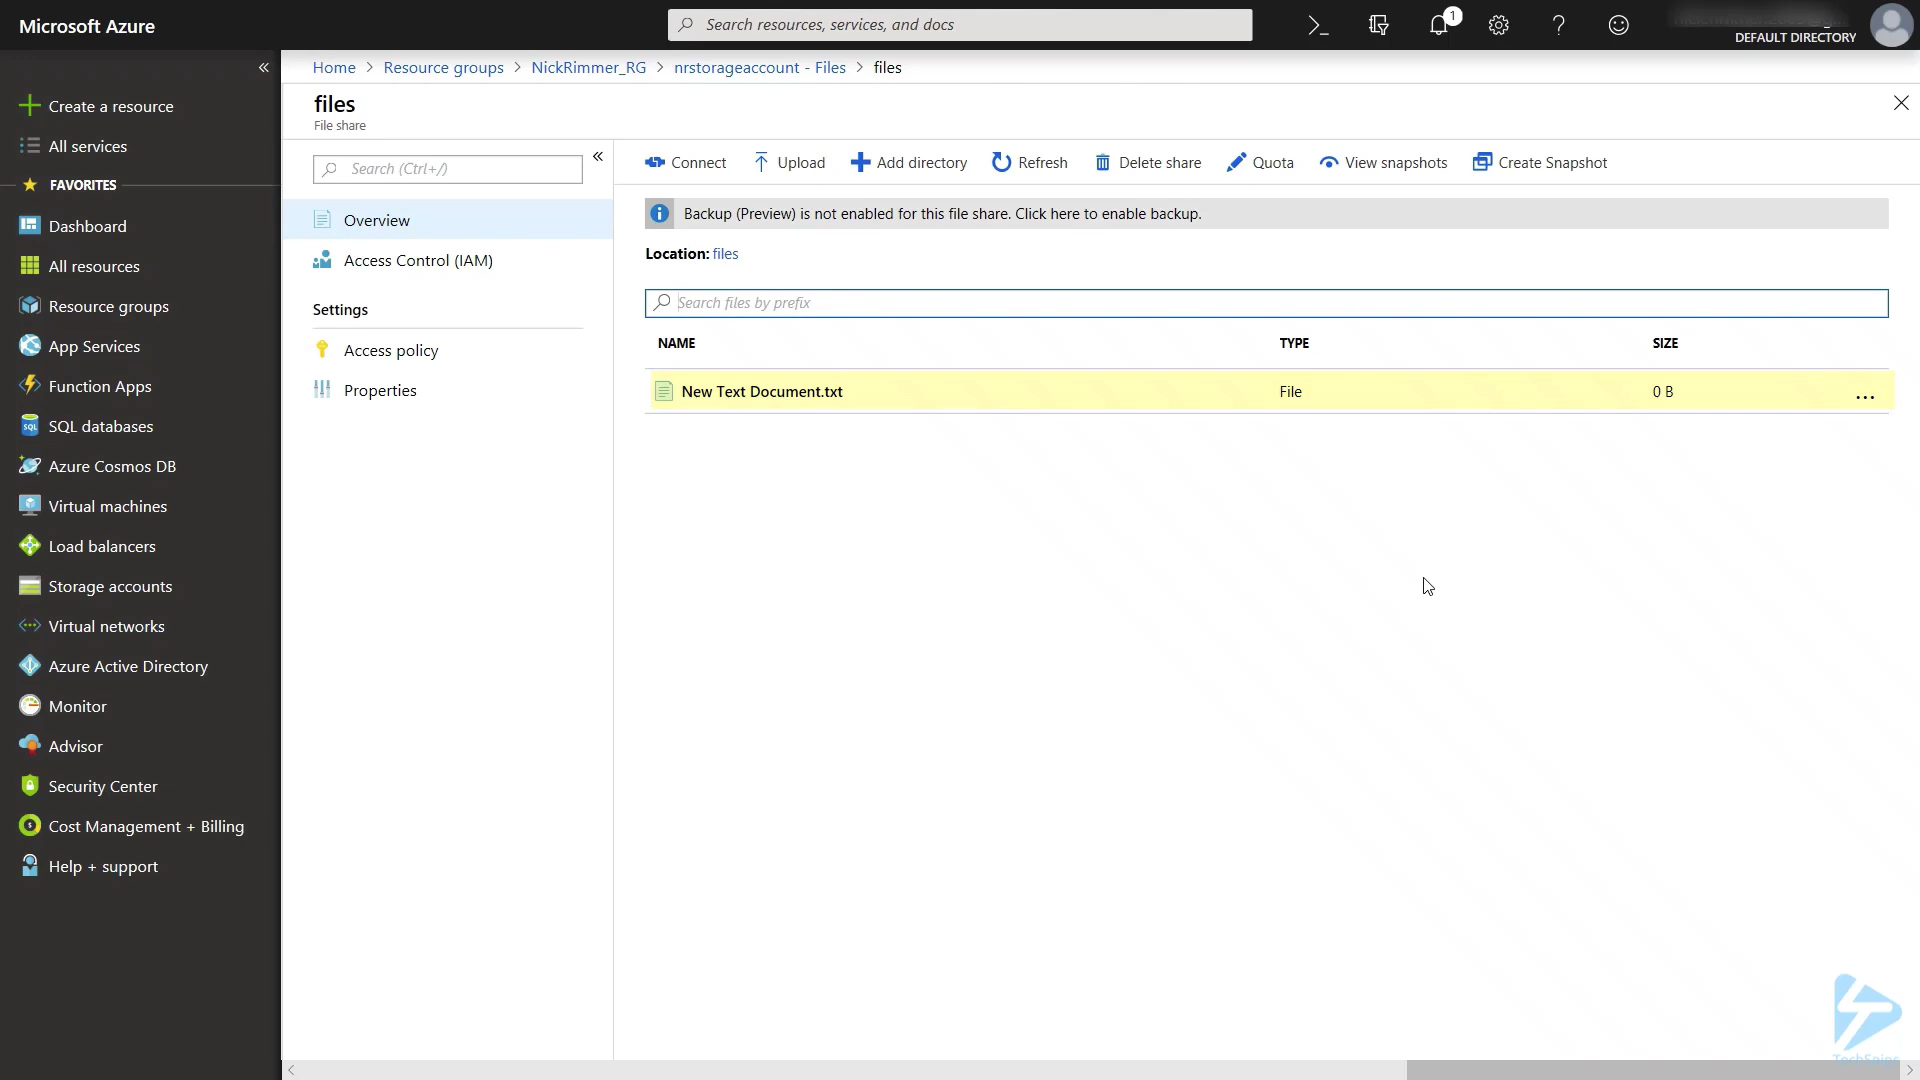 Microsoft Azure
Search resources, services, and docs
1
DEFAULT DIRECTORY
Home > Resource groups > NickRimmer_RG > nrstorageaccount - Files > files
files
File share
Create a resource
All services
FAVORITES
Dashboard
All resources
Resource groups
App Services
Function Apps
SQL databases
Azure Cosmos DB
Virtual machines
Load balancers
Storage accounts
Virtual networks
Azure Active Directory
Monitor
Advisor
Security Center
Cost Management + Billing
Help + support
Search (Ctrl+/)
Overview
Access Control (IAM)
Settings
Access policy
Properties
Connect Upload Add directory Refresh Delete share Quota View snapshots Create Snapshot
Backup (Preview) is not enabled for this file share. Click here to enable backup.
Location: files
Search files by prefix
NAME TYPE SIZE
New Text Document.txt File 0 B ...